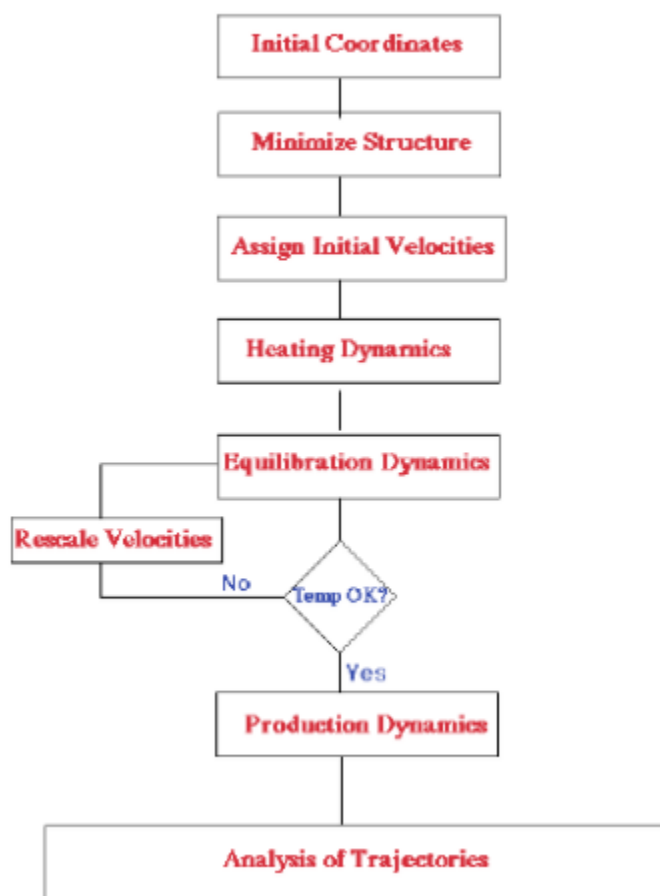 Initial Coordinates
Minimize Structure
Assign Initial Velocities
Heating Dynamics
Equilibration Dynamics
Rescale Velocities
No
Temp OK?
Yes
Production Dynamics
Analysis of Trajectories